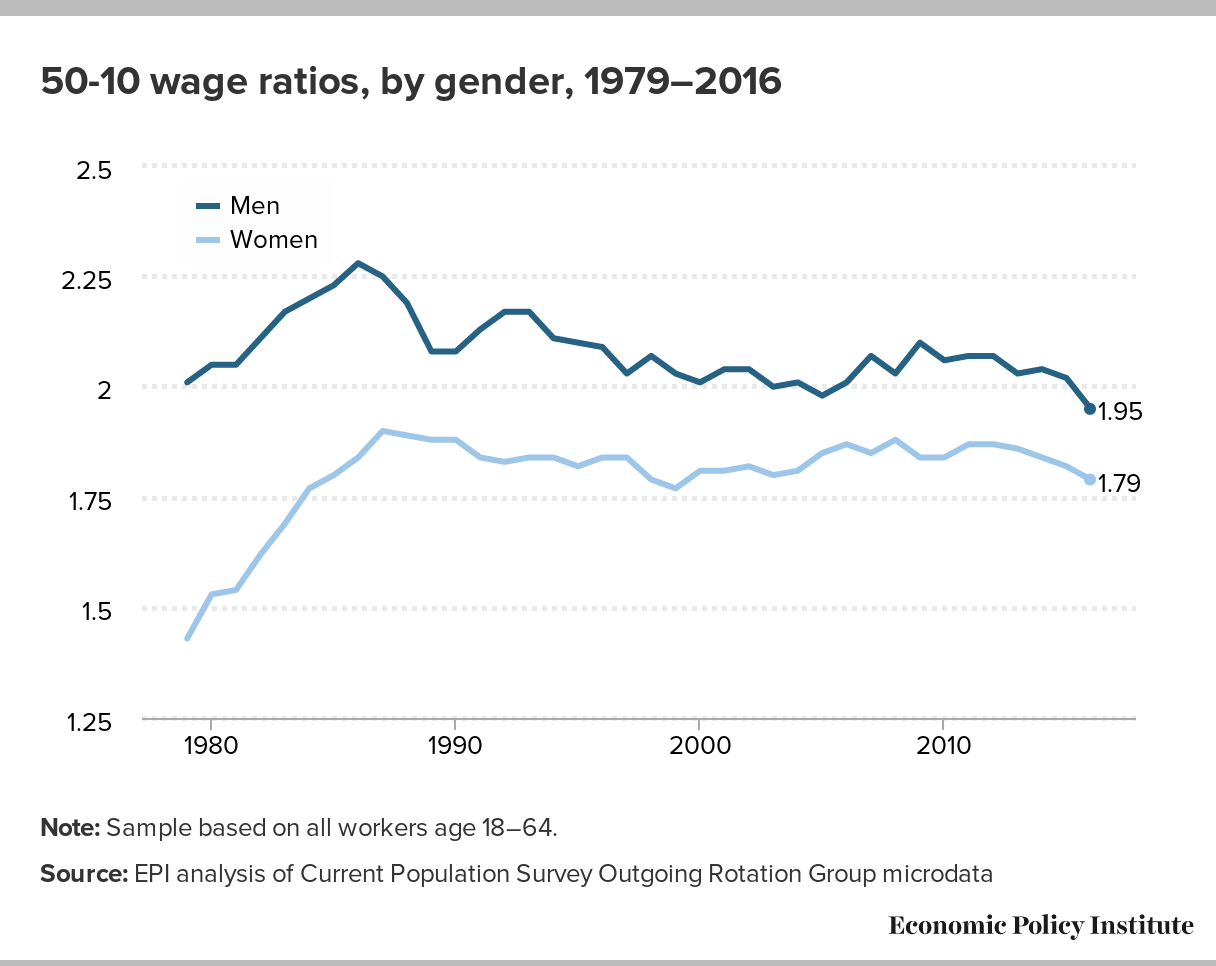 50-10 wage ratios, by gender, 1979–2016
2.5
Men
Women
2.25
2
1.95
1.79
1.75
1.5
1.25
1980 1990 2000 2010
Note: Sample based on all workers age 18–64.
Source: EPI analysis of Current Population Survey Outgoing Rotation Group microdata
Economic Policy Institute